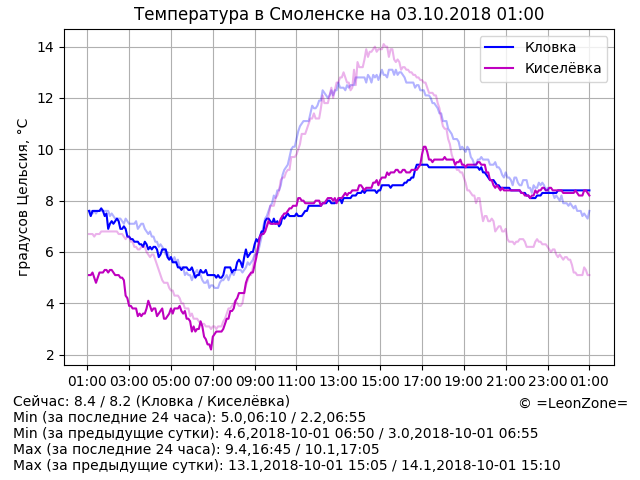 Температура в Смоленске на 03.10.2018 01:00
Кловка
Киселёвка
градусов Цельсия, °C
14
12
10
8
6
4
2
01:00 03:00 05:00 07:00 09:00 11:00 13:00 15:00 17:00 19:00 21:00 23:00 01:00
Сейчас: 8.4 / 8.2 (Кловка / Киселёвка)
© =LeonZone=
Min (за последние 24 часа): 5.0,06:10 / 2.2,06:55
Min (за предыдущие сутки): 4.6,2018-10-01 06:50 / 3.0,2018-10-01 06:55
Max (за последние 24 часа): 9.4,16:45 / 10.1,17:05
Max (за предыдущие сутки): 13.1,2018-10-01 15:05 / 14.1,2018-10-01 15:10